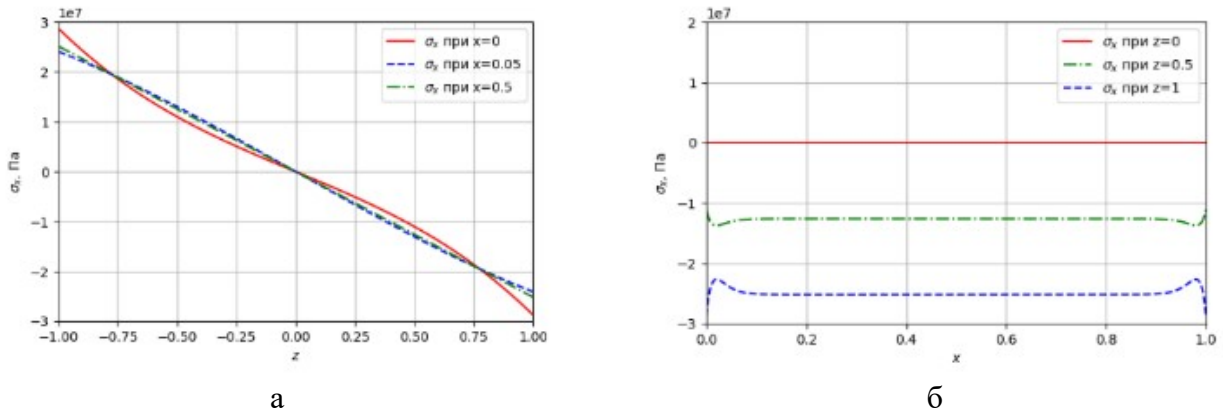 1e7
σₓ, Па
3
2
1
0
−1
−2
−3
σₓ при x=0
σₓ при x=0.05
σₓ при x=0.5
−1.00 −0.75 −0.50 −0.25 0.00 0.25 0.50 0.75 1.00
z
а
1e7
σₓ, Па
2
1
0
−1
−2
−3
σₓ при z=0
σₓ при z=0.5
σₓ при z=1
0.0 0.2 0.4 0.6 0.8 1.0
x
б